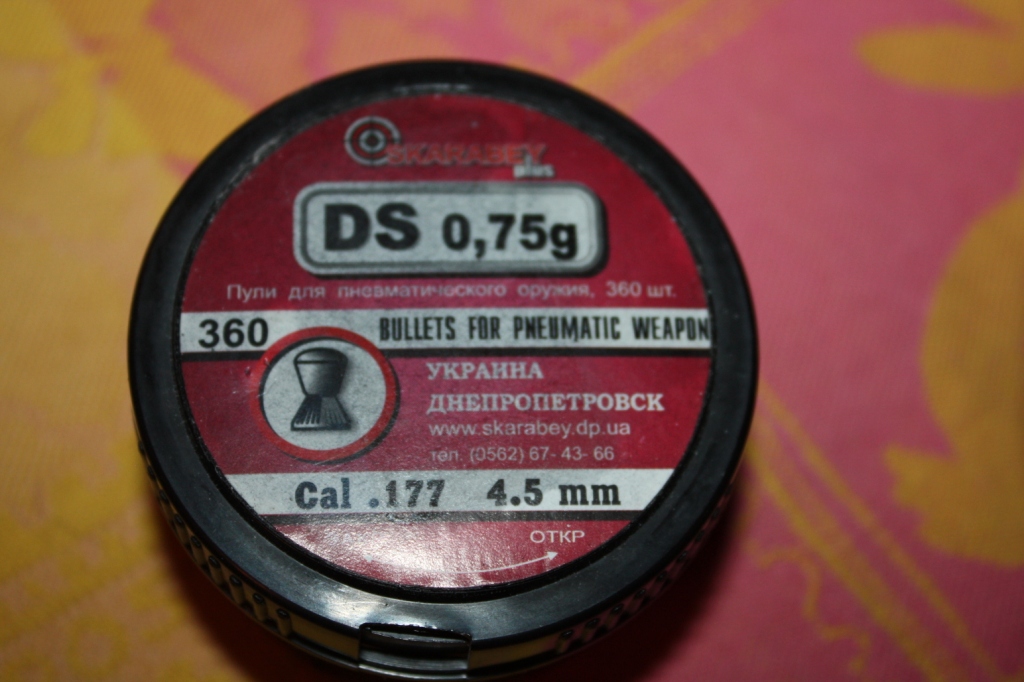 SKARABEY
plus
DS 0,75g
Пули для пневматического оружия, 360 шт.
360 BULLETS FOR PNEUMATIC WEAPON
УКРАИНА
ДНЕПРОПЕТРОВСК
www.skarabey.dp.ua
тел. (0562) 67- 43- 66
Cal .177 4.5 mm
ОТКР